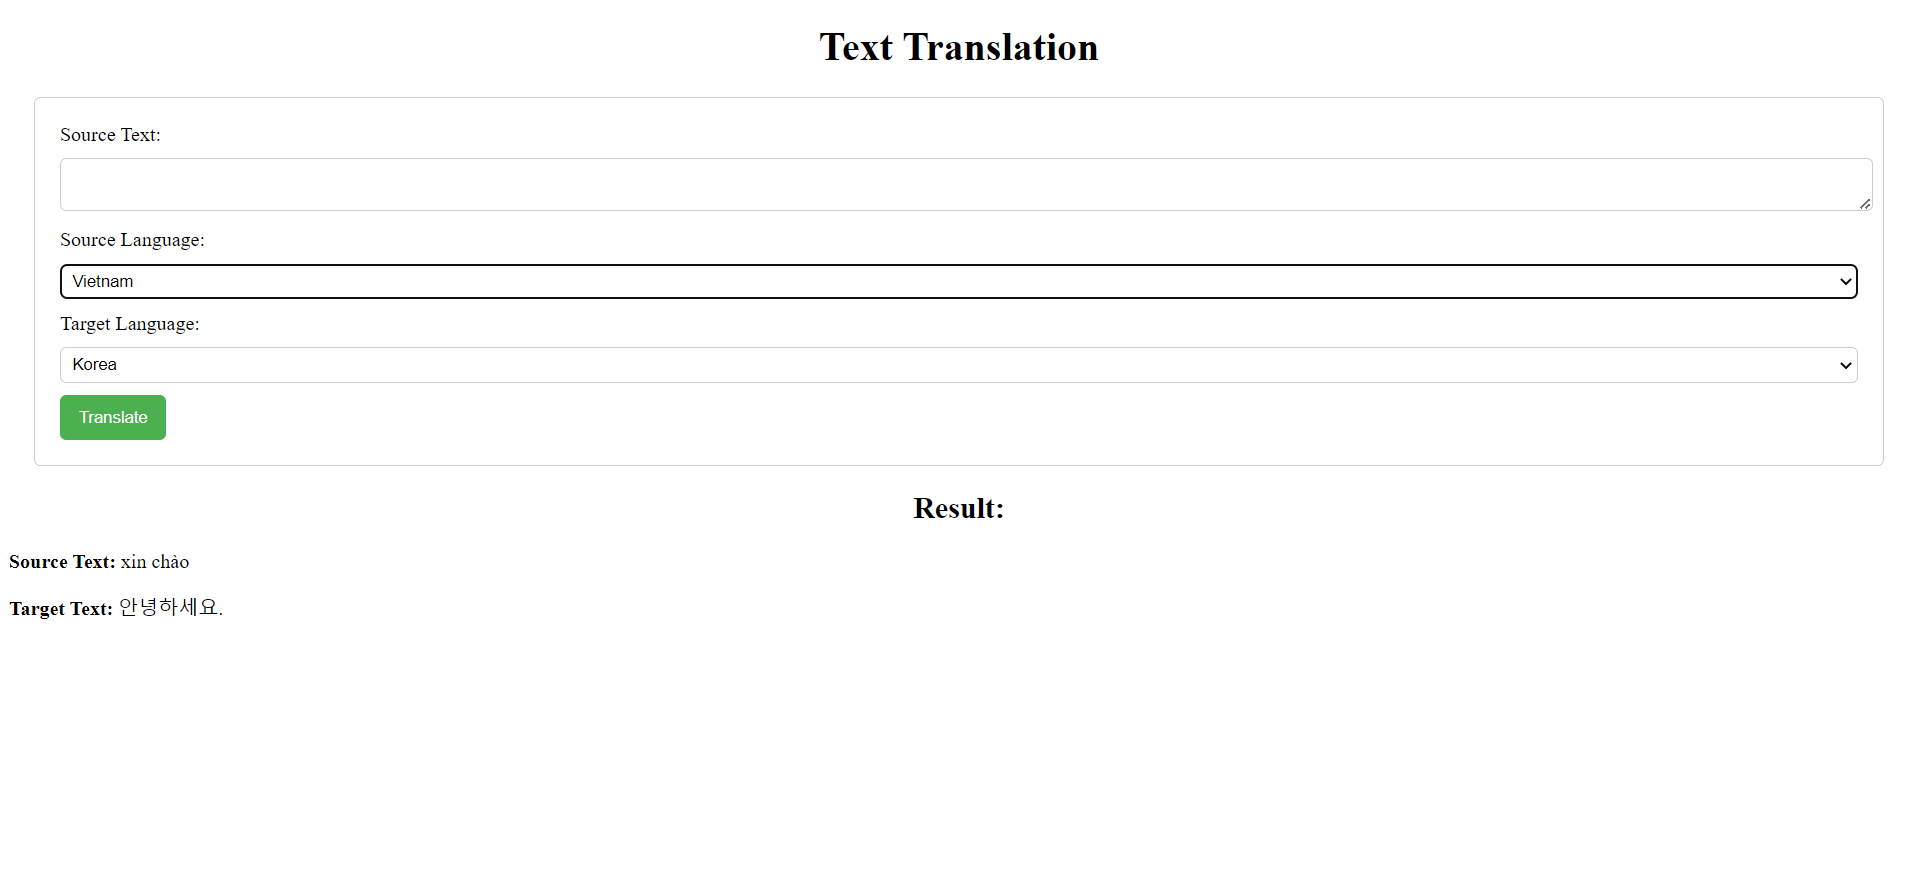 Text Translation
Source Text:
Source Language:
Vietnam
Target Language:
Korea
Translate
Result:
Source Text: xin chào
Target Text: 안녕하세요.